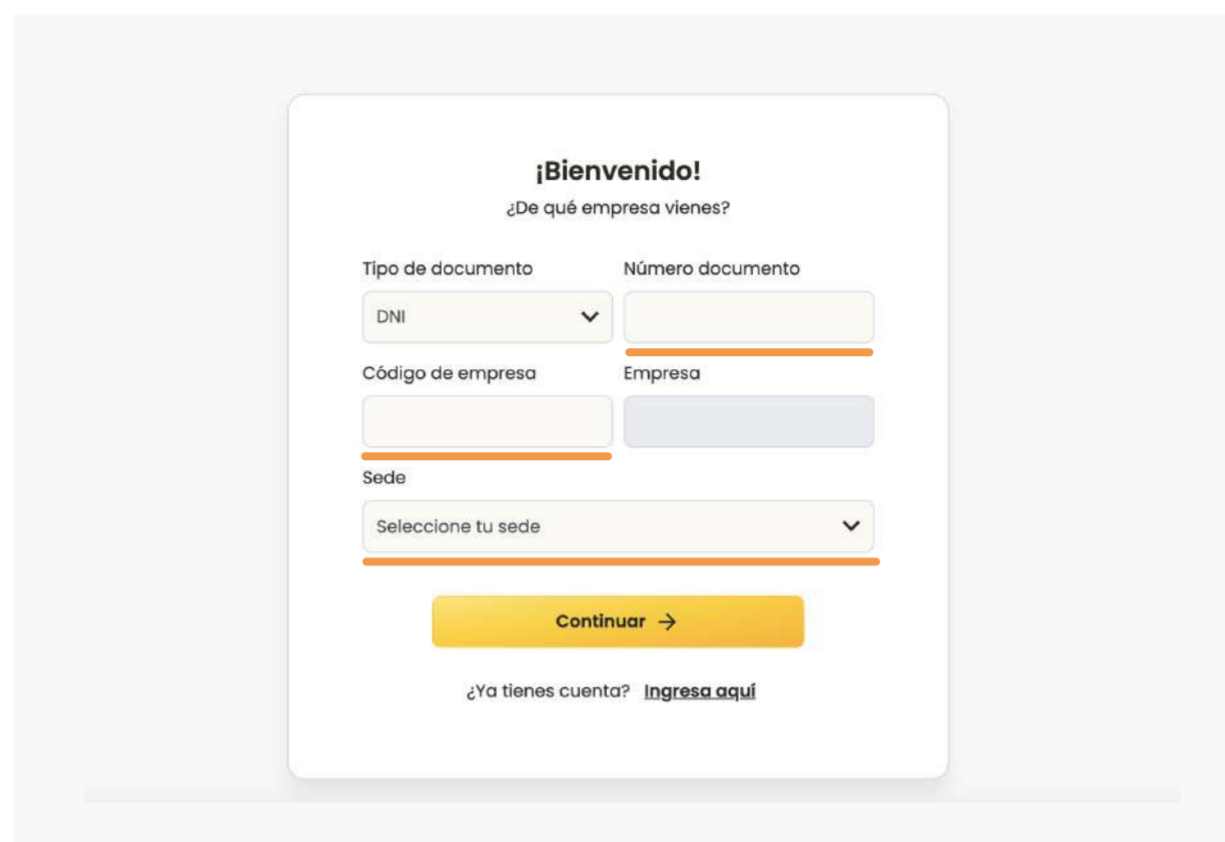 ¡Bienvenido!
¿De qué empresa vienes?
Tipo de documento Número documento
DNI
Código de empresa Empresa
Sede
Seleccione tu sede
Continuar →
¿Ya tienes cuenta? Ingresa aquí